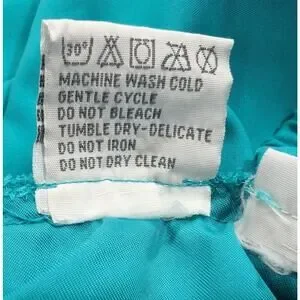 30°
MACHINE WASH COLD
GENTLE CYCLE
DO NOT BLEACH
TUMBLE DRY-DELICATE
DO NOT IRON
DO NOT DRY CLEAN